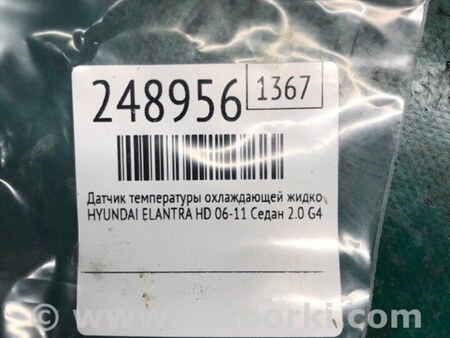 248956
1367
Датчик температуры охлаждающей жидко
HYUNDAI ELANTRA HD 06-11 Седан 2.0 G4